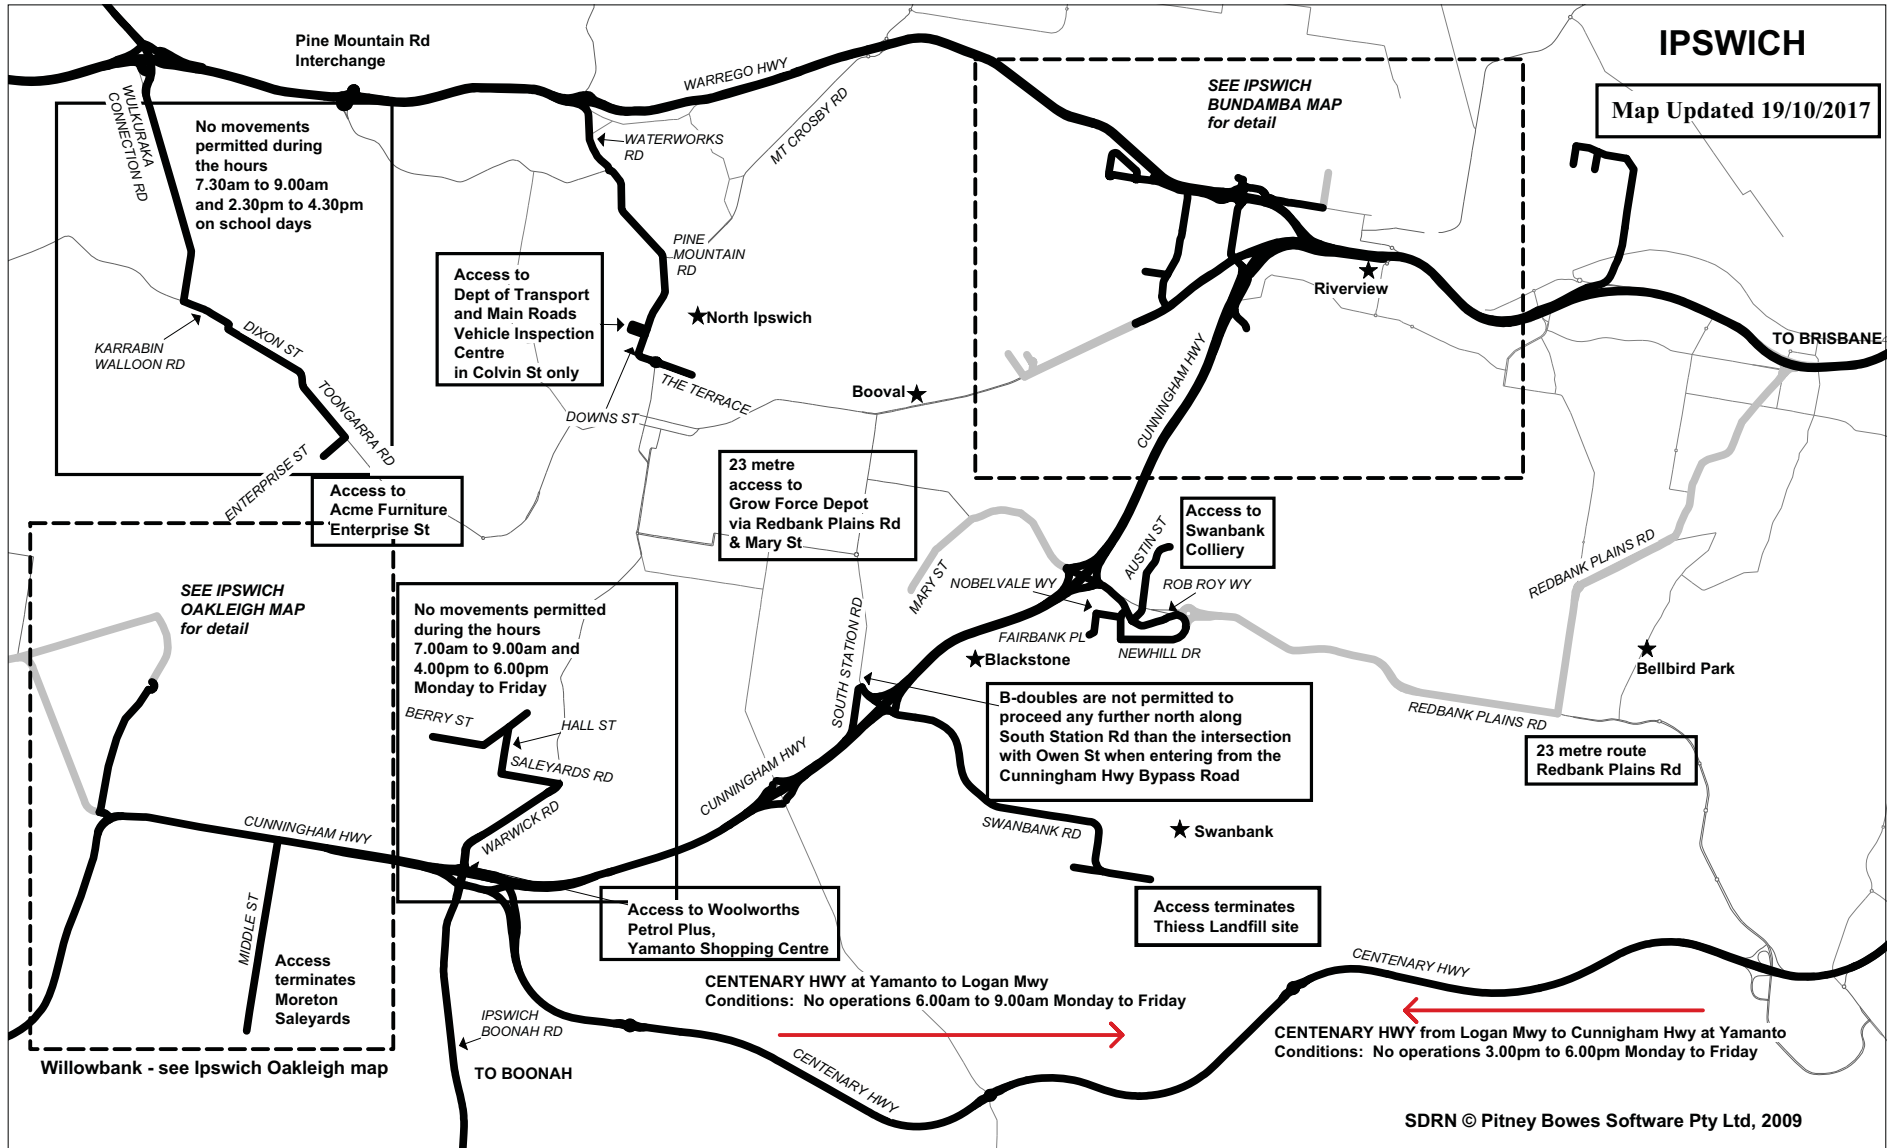 IPSWICH
Map Updated 19/10/2017
Pine Mountain Rd
Interchange
WARREGO HWY
MT CROSBY RD
SEE IPSWICH
BUNDAMBA MAP
for detail
WULKURAKA
CONNECTION RD
No movements
permitted during
the hours
7.30am to 9.00am
and 2.30pm to 4.30pm
on school days
WATERWORKS
RD
PINE
MOUNTAIN
RD
Access to
Dept of Transport
and Main Roads
Vehicle Inspection
Centre
in Colvin St only
North Ipswich
Riverview
TO BRISBANE
KARRABIN
WALLOON RD
DIXON ST
TOONGARRA RD
ENTERPRISE ST
THE TERRACE
DOWNS ST
Booval
CUNNINGHAM HWY
Access to
Acme Furniture
Enterprise St
23 metre
access to
Grow Force Depot
via Redbank Plains Rd
& Mary St
Access to
Swanbank
Colliery
AUSTIN ST
MARY ST
NOBELVALE WY
ROB ROY WY
FAIRBANK PL
NEWHILL DR
Blackstone
REDBANK PLAINS RD
Bellbird Park
REDBANK PLAINS RD
23 metre route
Redbank Plains Rd
SEE IPSWICH
OAKLEIGH MAP
for detail
No movements permitted
during the hours
7.00am to 9.00am and
4.00pm to 6.00pm
Monday to Friday
BERRY ST
HALL ST
SALEYARDS RD
WARWICK RD
SOUTH STATION RD
B-doubles are not permitted to
proceed any further north along
South Station Rd than the intersection
with Owen St when entering from the
Cunningham Hwy Bypass Road
CUNNINGHAM HWY
CUNNINGHAM HWY
SWANBANK RD
Swanbank
MIDDLE ST
Access
terminates
Moreton
Saleyards
Access to Woolworths
Petrol Plus,
Yamanto Shopping Centre
Access terminates
Thiess Landfill site
CENTENARY HWY at Yamanto to Logan Mwy
Conditions: No operations 6.00am to 9.00am Monday to Friday
CENTENARY HWY
CENTENARY HWY from Logan Mwy to Cunnigham Hwy at Yamanto
Conditions: No operations 3.00pm to 6.00pm Monday to Friday
IPSWICH
BOONAH RD
Willowbank - see Ipswich Oakleigh map
TO BOONAH
CENTENARY HWY
SDRN © Pitney Bowes Software Pty Ltd, 2009